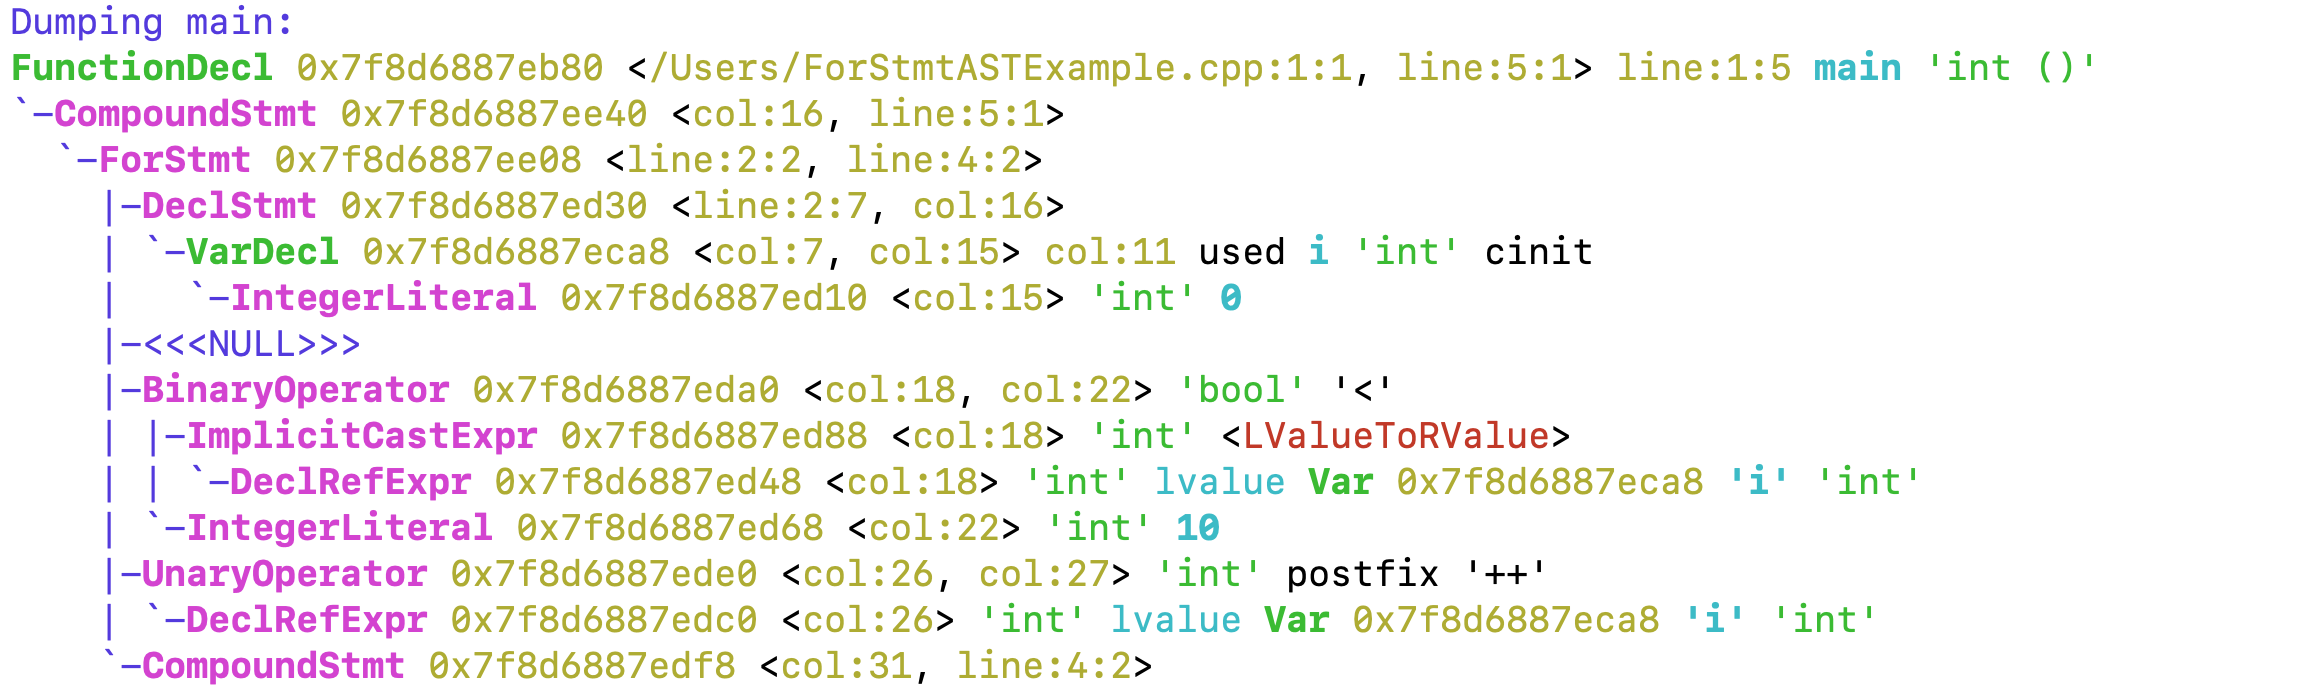 Dumping main:
FunctionDecl 0x7f8d6887eb80 </Users/ForStmtASTExample.cpp:1:1, line:5:1> line:1:5 main 'int ()'
`-CompoundStmt 0x7f8d6887ee40 <col:16, line:5:1>
  `-ForStmt 0x7f8d6887ee08 <line:2:2, line:4:2>
    |-DeclStmt 0x7f8d6887ed30 <line:2:7, col:16>
    | `-VarDecl 0x7f8d6887eca8 <col:7, col:15> col:11 used i 'int' cinit
    |   `-IntegerLiteral 0x7f8d6887ed10 <col:15> 'int' 0
    |-<<<NULL>>>
    |-BinaryOperator 0x7f8d6887eda0 <col:18, col:22> 'bool' '<'
    | |-ImplicitCastExpr 0x7f8d6887ed88 <col:18> 'int' <LValueToRValue>
    | | `-DeclRefExpr 0x7f8d6887ed48 <col:18> 'int' lvalue Var 0x7f8d6887eca8 'i' 'int'
    | `-IntegerLiteral 0x7f8d6887ed68 <col:22> 'int' 10
    |-UnaryOperator 0x7f8d6887ede0 <col:26, col:27> 'int' postfix '++'
    | `-DeclRefExpr 0x7f8d6887edc0 <col:26> 'int' lvalue Var 0x7f8d6887eca8 'i' 'int'
    `-CompoundStmt 0x7f8d6887edf8 <col:31, line:4:2>